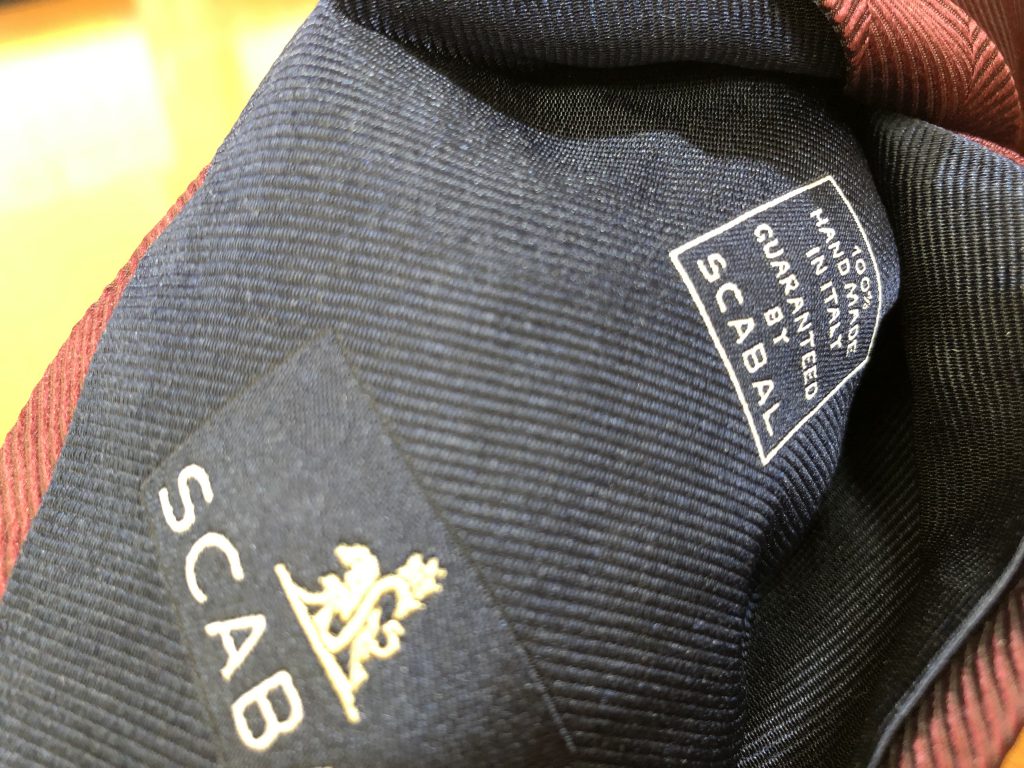 100%
HAND MADE
IN ITALY
GUARANTEED
BY
SCABAL
SCAB